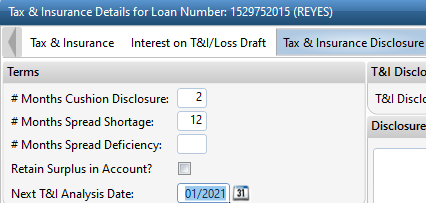 Tax & Insurance Details for Loan Number: 1529752015 (REYES)
Tax & Insurance Interest on T&I/Loss Draft Tax & Insurance Disclosure
Terms
# Months Cushion Disclosure: 2
# Months Spread Shortage: 12
# Months Spread Deficiency:
Retain Surplus in Account?
Next T&I Analysis Date: 01/2021 31
T&I Disclo
T&I Discl
Disclosure